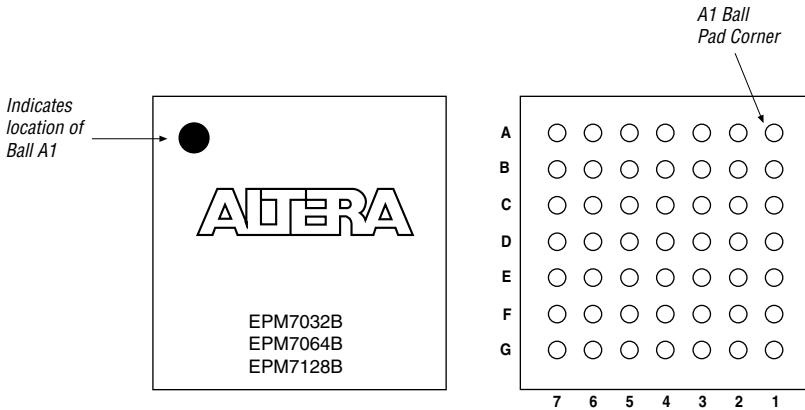 A1 Ball
Pad Corner
Indicates
location of
Ball A1
ALTERA
EPM7032B
EPM7064B
EPM7128B
A
B
C
D
E
F
G
7 6 5 4 3 2 1